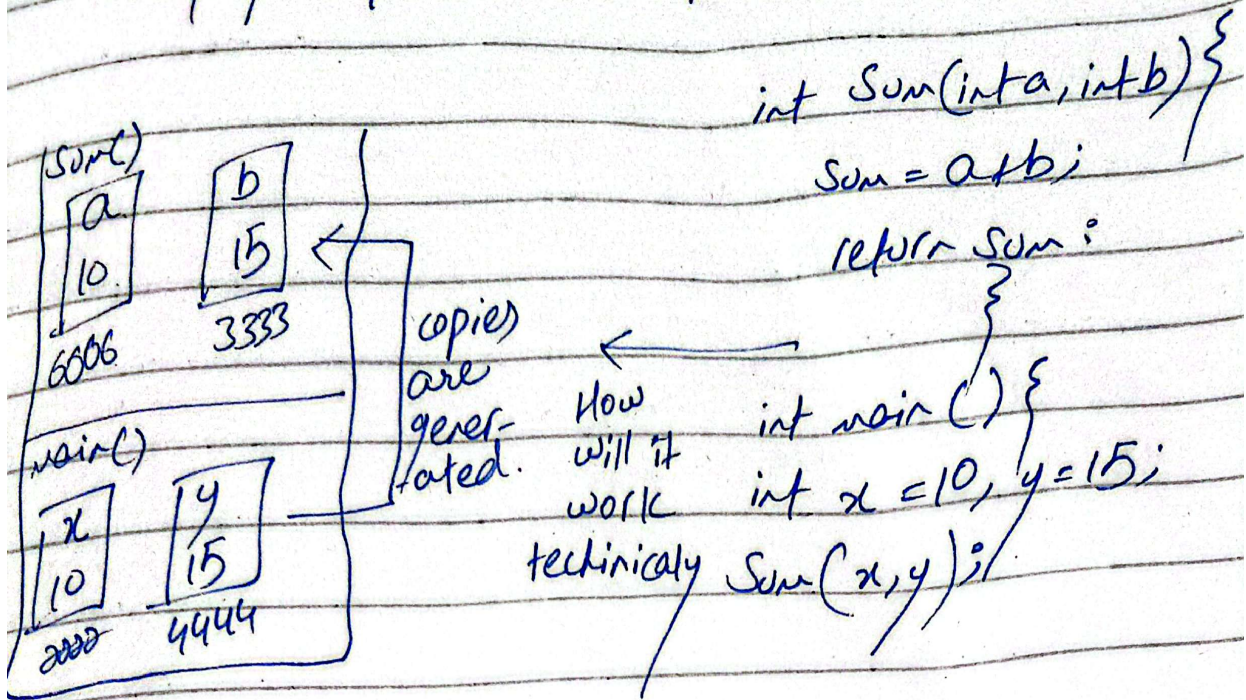 int Sum(int a, int b) {
Sum = a+b;
return sum;
}
int main() {
int x = 10, y = 15;
Sum(x,y);
How
will it
work
techinicaly
copies
are
gener-
ated.
Sum()
a b
10 15
6606 3333
main()
x y
10 15
2222 4444